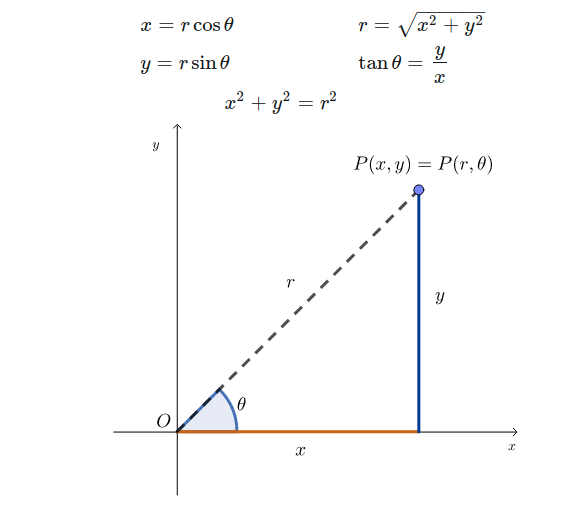 x = r cos θ    r = √(x² + y²)
y = r sin θ    tan θ = y/x
x² + y² = r²
y
P(x, y) = P(r, θ)
r
y
θ
O
x
x